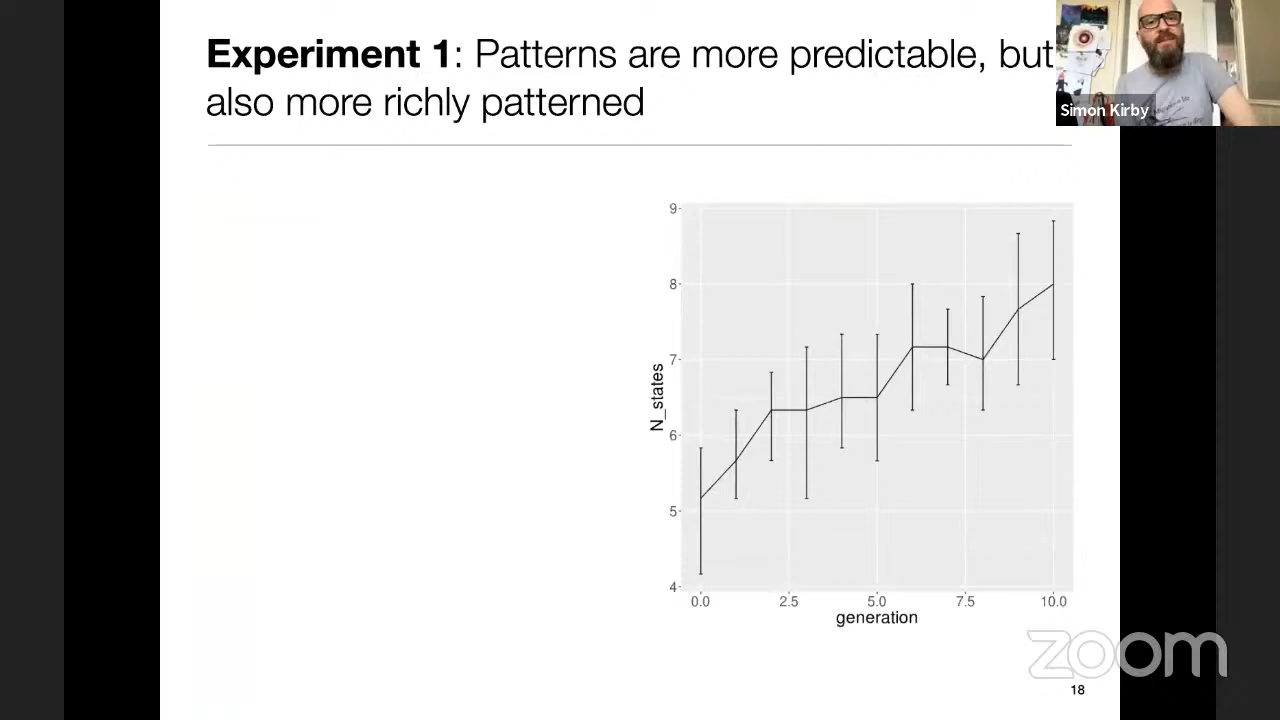 Experiment 1: Patterns are more predictable, but
also more richly patterned
Simon Kirby
9
8
7
6
5
4
N_states
0.0 2.5 5.0 7.5 10.0
generation
zoom
18